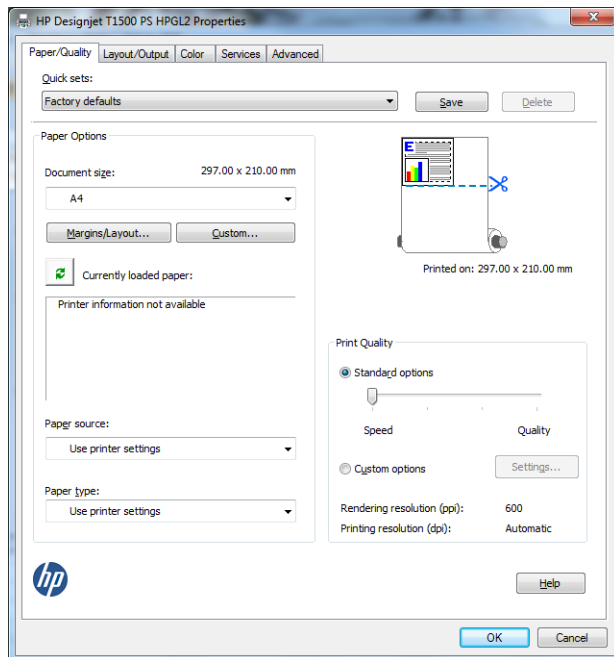 HP Designjet T1500 PS HPGL2 Properties
Paper/Quality Layout/Output Color Services Advanced
Quick sets:
Factory defaults
Save
Delete
Paper Options
Document size: 297.00 x 210.00 mm
A4
Margins/Layout...
Custom...
Currently loaded paper:
Printer information not available
Paper source:
Use printer settings
Paper type:
Use printer settings
E
Printed on: 297.00 x 210.00 mm
Print Quality
Standard options
Speed Quality
Custom options
Settings...
Rendering resolution (ppi): 600
Printing resolution (dpi): Automatic
hp
Help
OK
Cancel